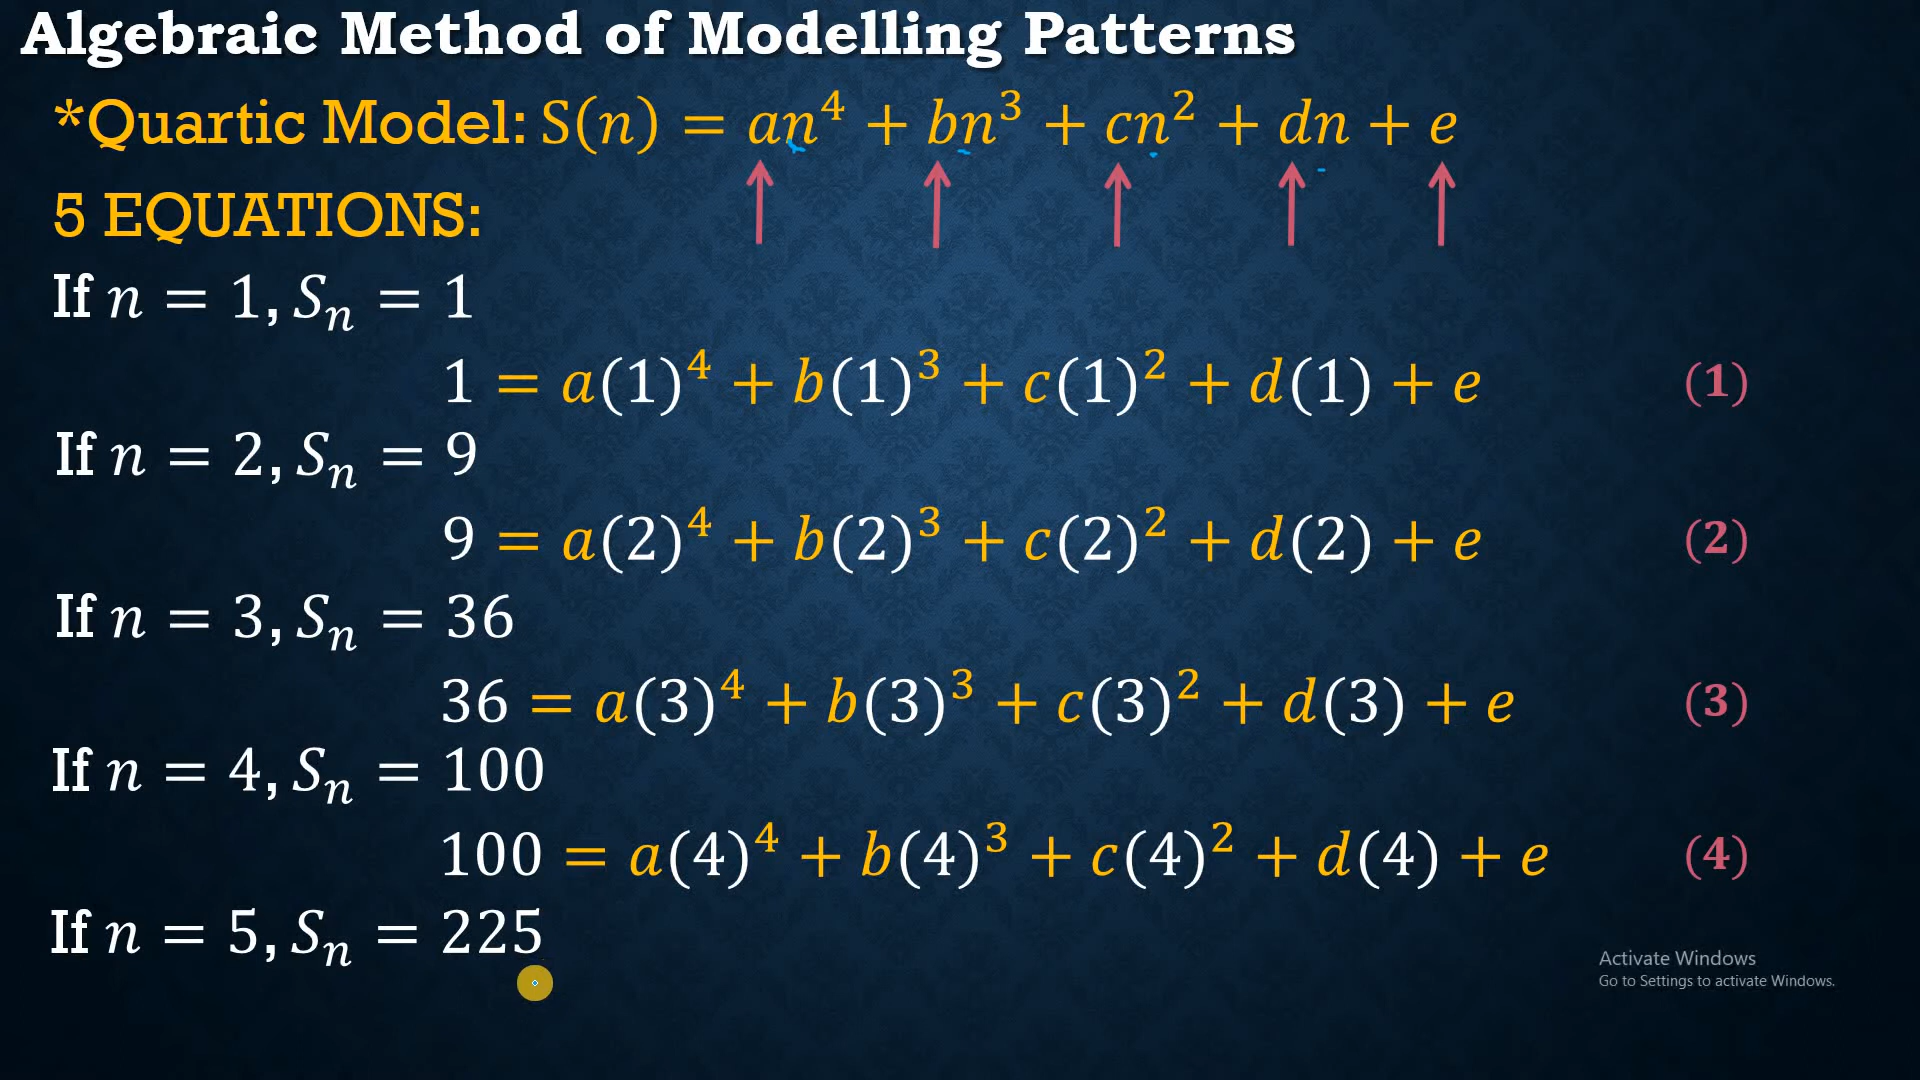 Algebraic Method of Modelling Patterns
*Quartic Model: S(n) = an⁴ + bn³ + cn² + dn + e
5 EQUATIONS:
If n = 1, Sₙ = 1
1 = a(1)⁴ + b(1)³ + c(1)² + d(1) + e (1)
If n = 2, Sₙ = 9
9 = a(2)⁴ + b(2)³ + c(2)² + d(2) + e (2)
If n = 3, Sₙ = 36
36 = a(3)⁴ + b(3)³ + c(3)² + d(3) + e (3)
If n = 4, Sₙ = 100
100 = a(4)⁴ + b(4)³ + c(4)² + d(4) + e (4)
If n = 5, Sₙ = 225
Activate Windows
Go to Settings to activate Windows.